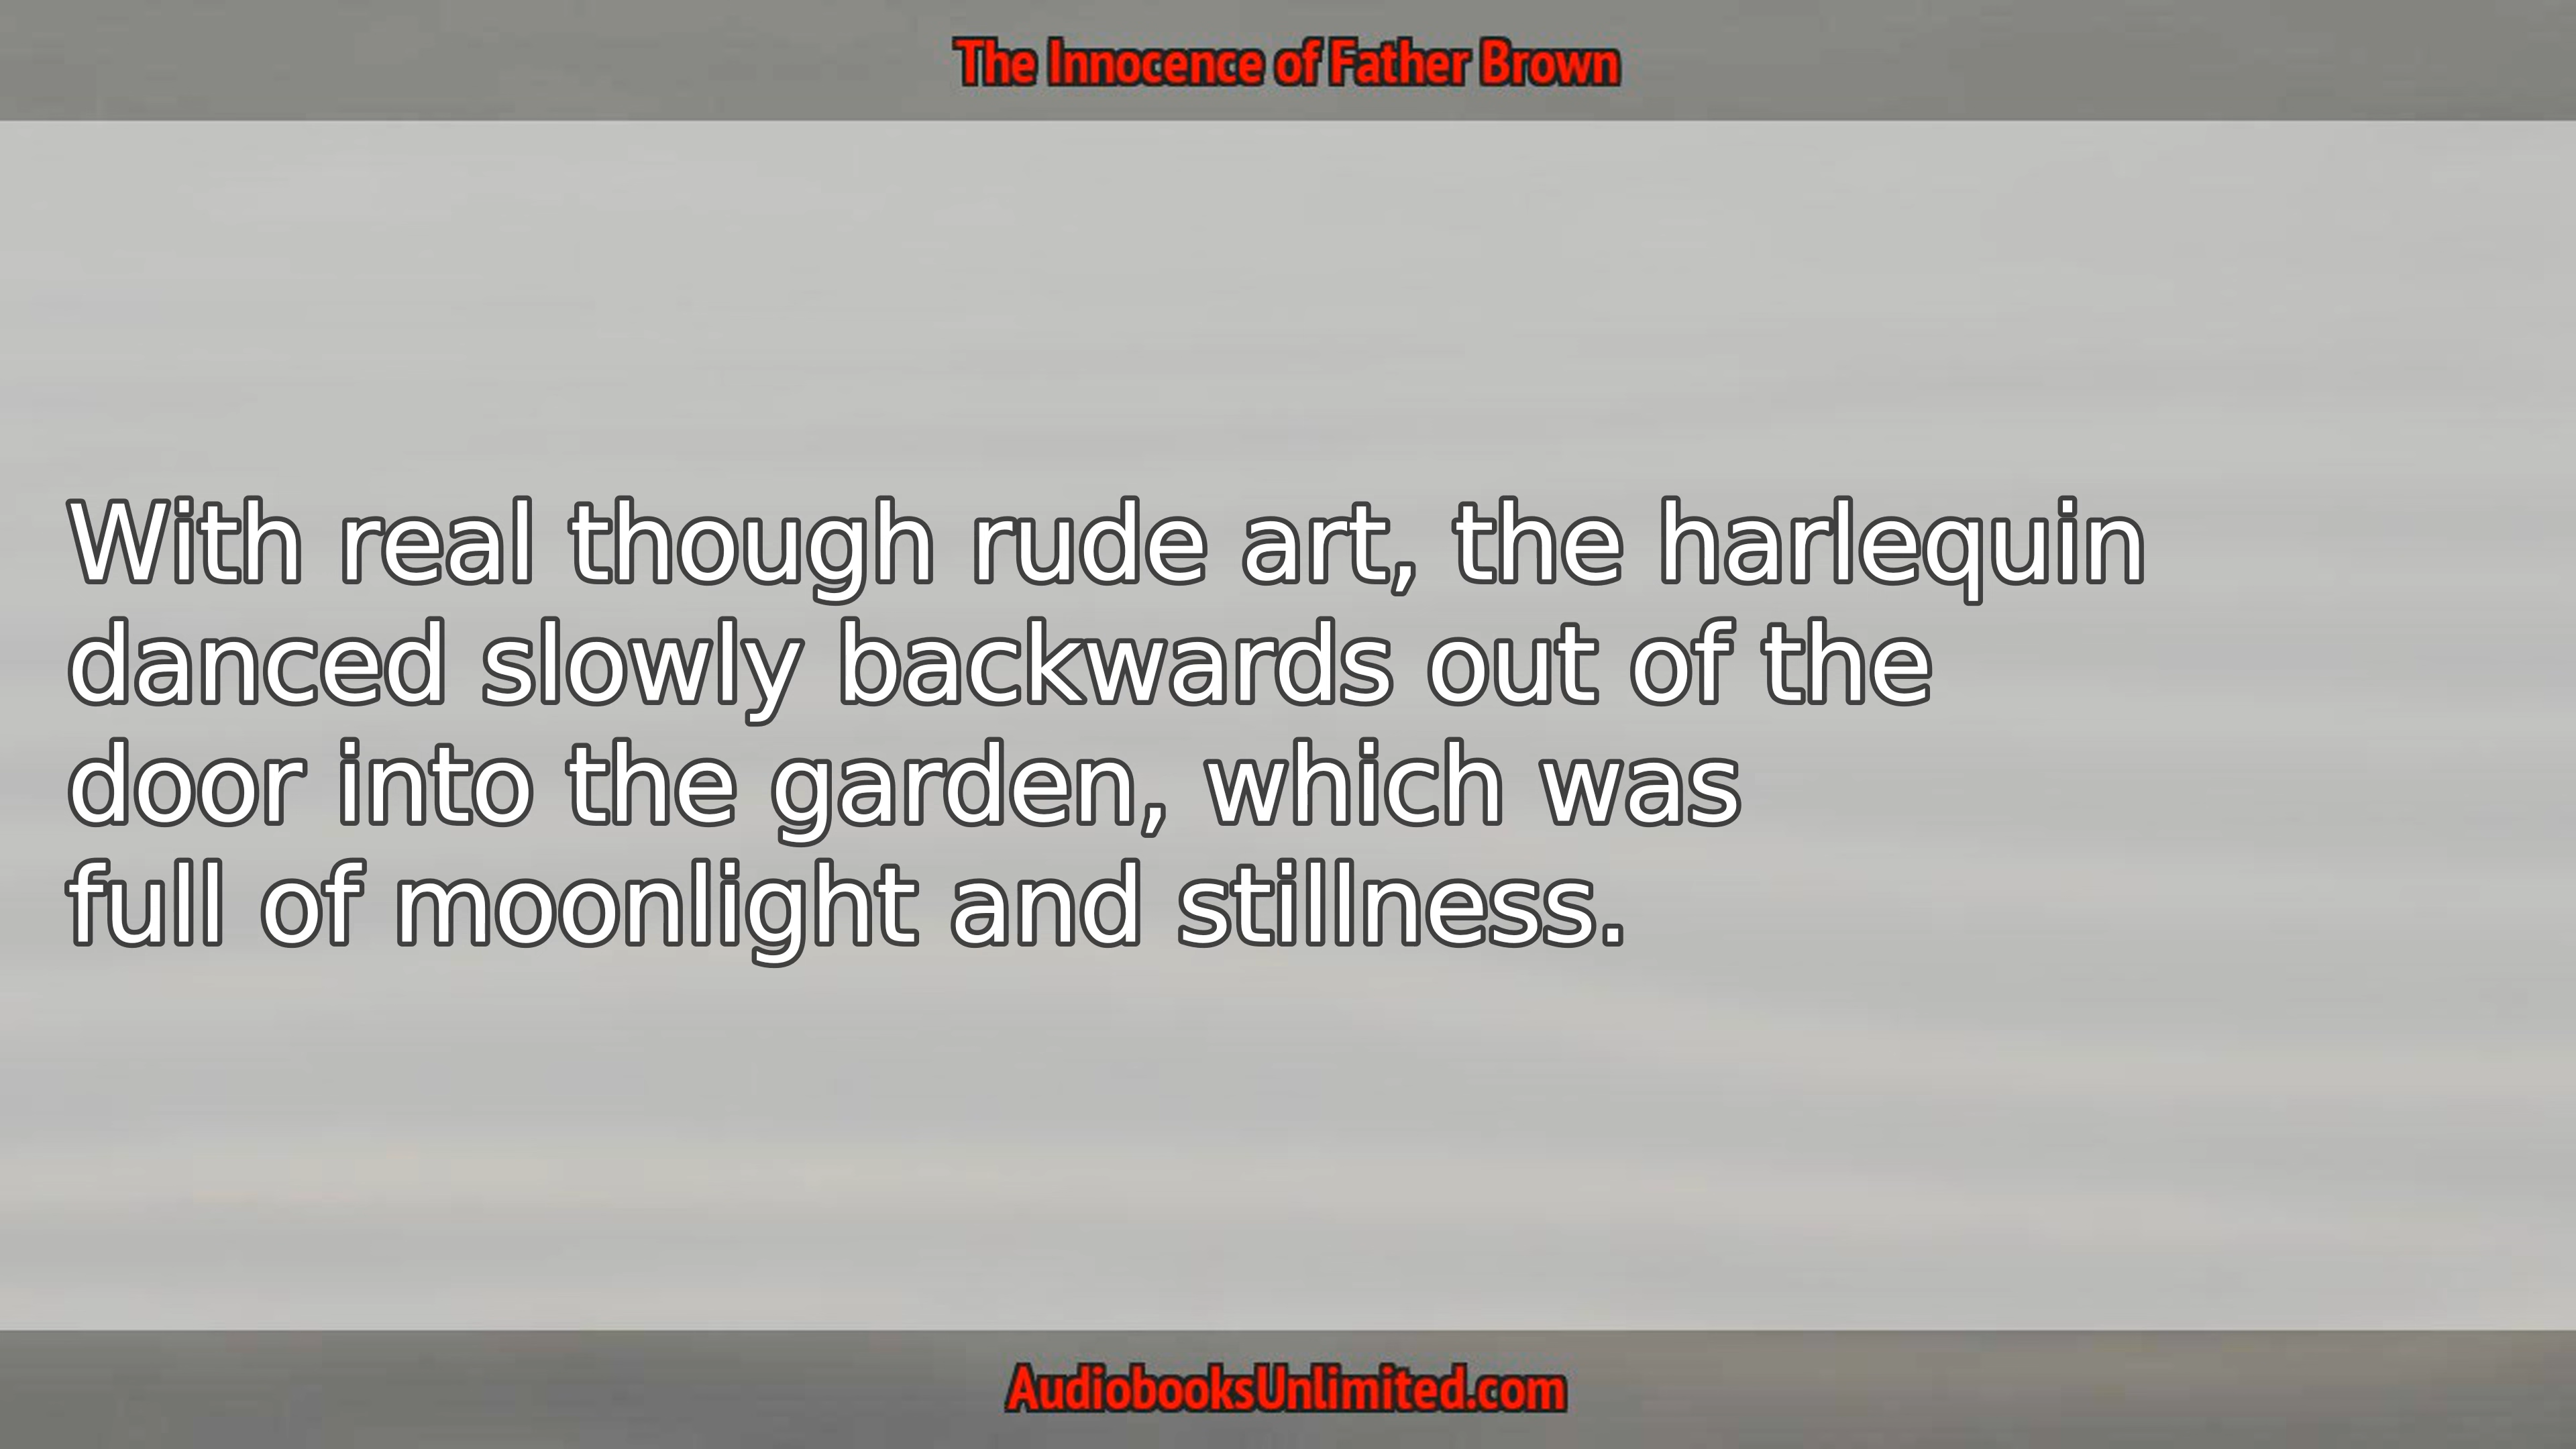 The Innocence of Father Brown
With real though rude art, the harlequin
danced slowly backwards out of the
door into the garden, which was
full of moonlight and stillness.
AudiobooksUnlimited.com